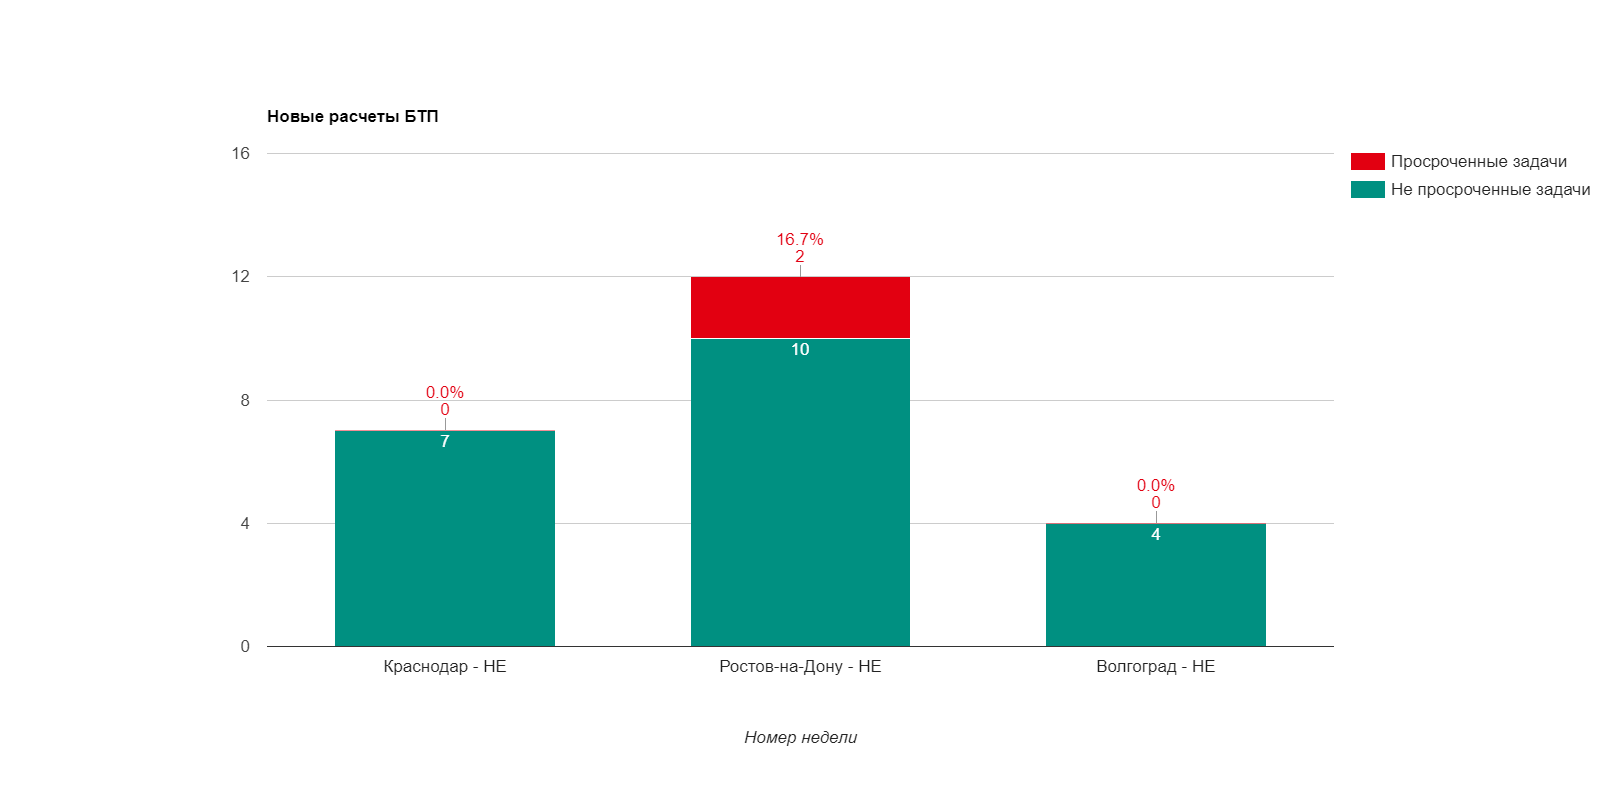 Новые расчеты БТП
16
12
8
4
0
Просроченные задачи
Не просроченные задачи
0.0%
0
7
16.7%
2
10
0.0%
0
4
Краснодар - НЕ
Ростов-на-Дону - НЕ
Волгоград - НЕ
Номер недели